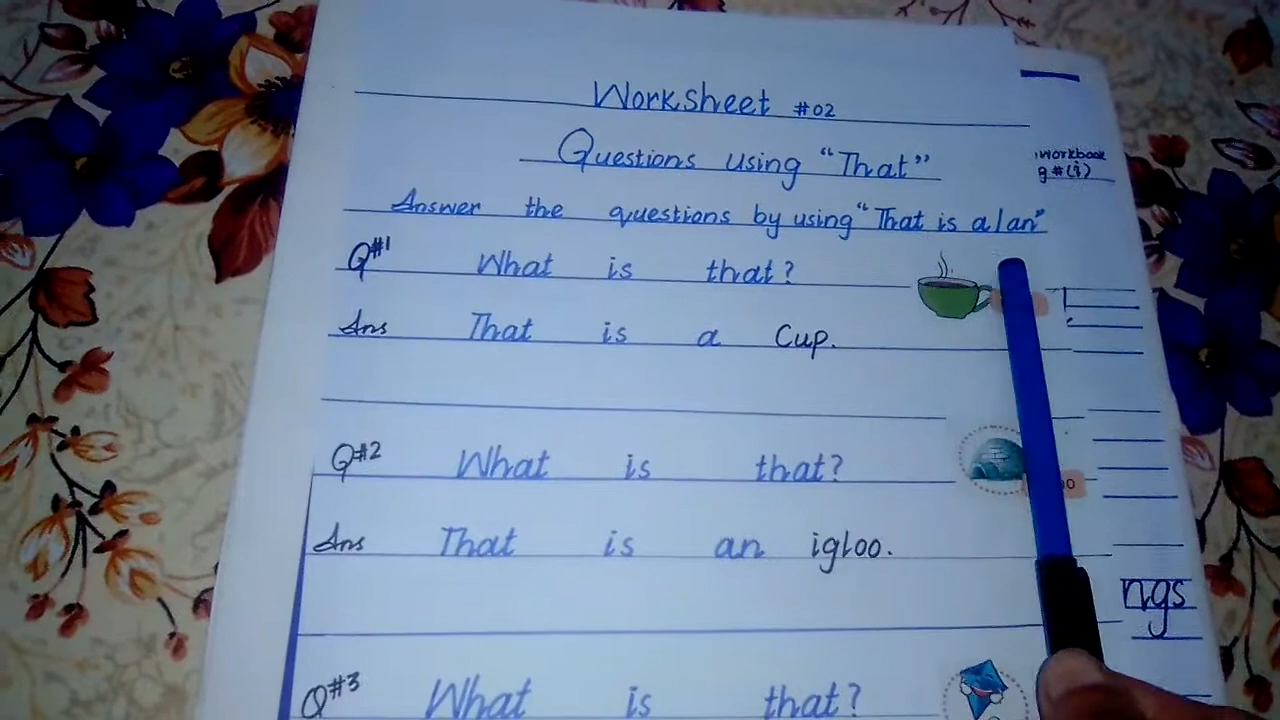 Worksheet #02
Questions using "That"
workbook
g#(i)
Answer the questions by using "That is a/an"
Q#1 What is that?
Ans That is a Cup.
Q#2 What is that?
Ans That is an igloo.
ngs
Q#3 What is that?